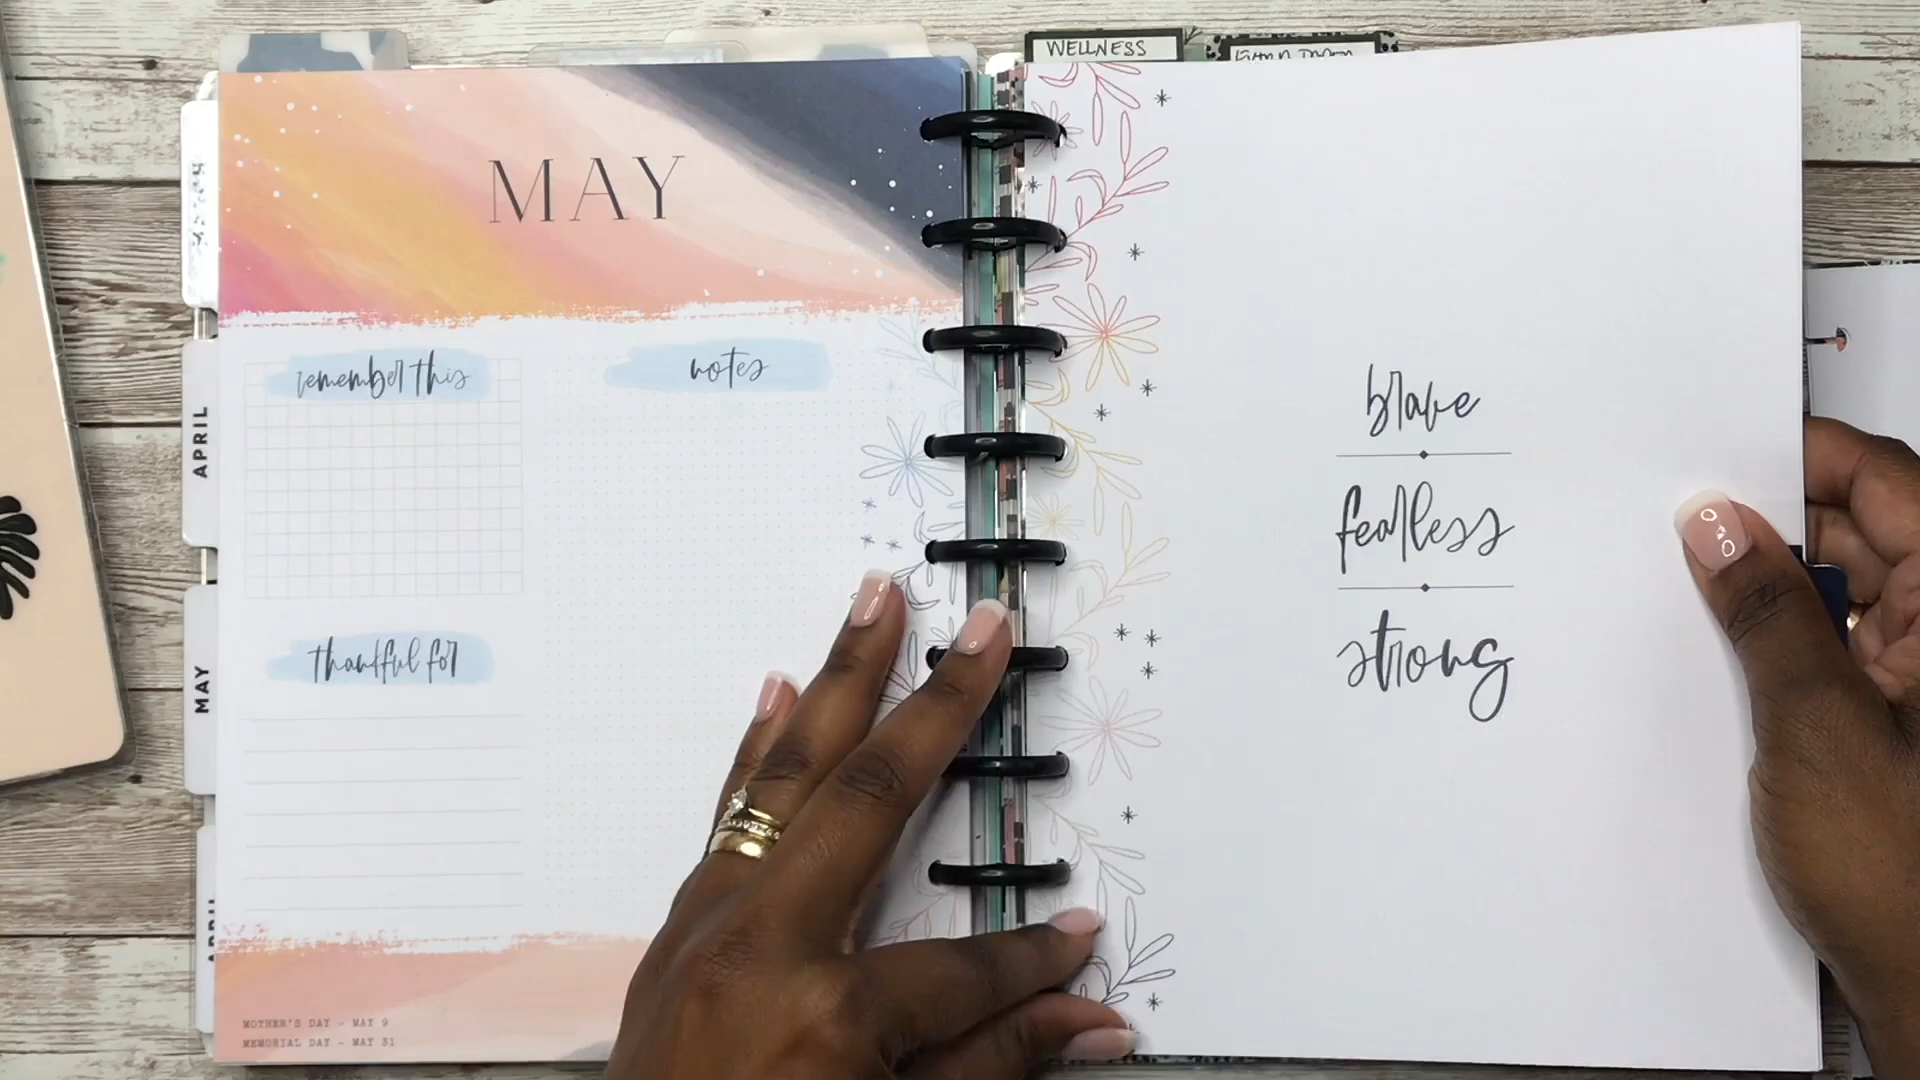 WELLNESS
MAY
remember this
notes
thankful for
APRIL
MAY
APRIL
MOTHER'S DAY - MAY 9
MEMORIAL DAY - MAY 31
brave
fearless
strong